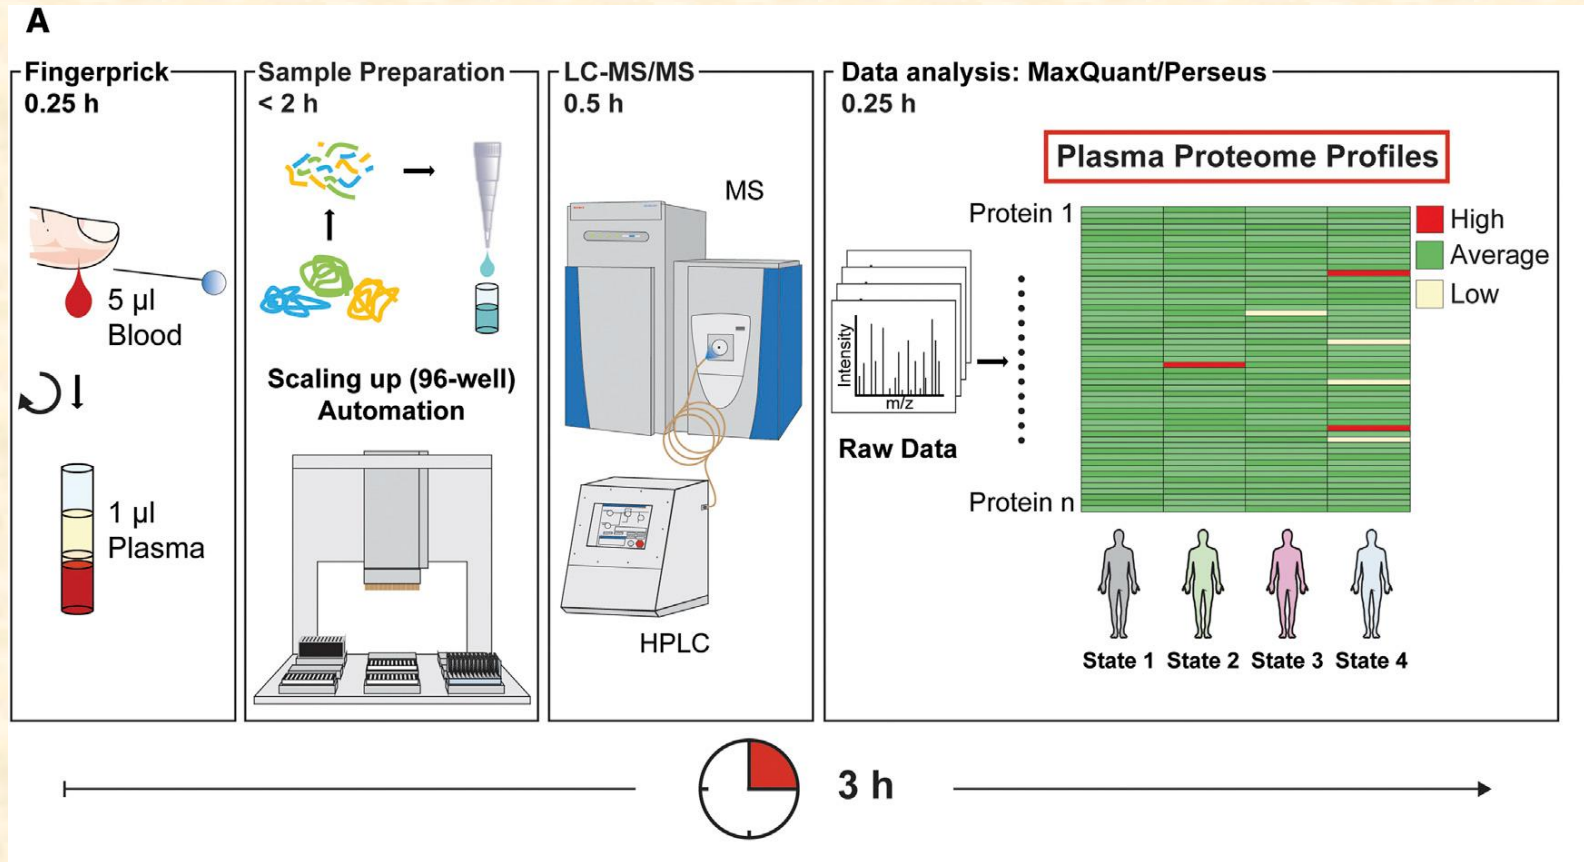 A
Fingerprick
0.25 h
5 µl
Blood
1 µl
Plasma
Sample Preparation
< 2 h
Scaling up (96-well)
Automation
LC-MS/MS
0.5 h
MS
HPLC
Data analysis: MaxQuant/Perseus
0.25 h
Plasma Proteome Profiles
Protein 1
High
Average
Low
Intensity
m/z
Raw Data
Protein n
State 1 State 2 State 3 State 4
3 h